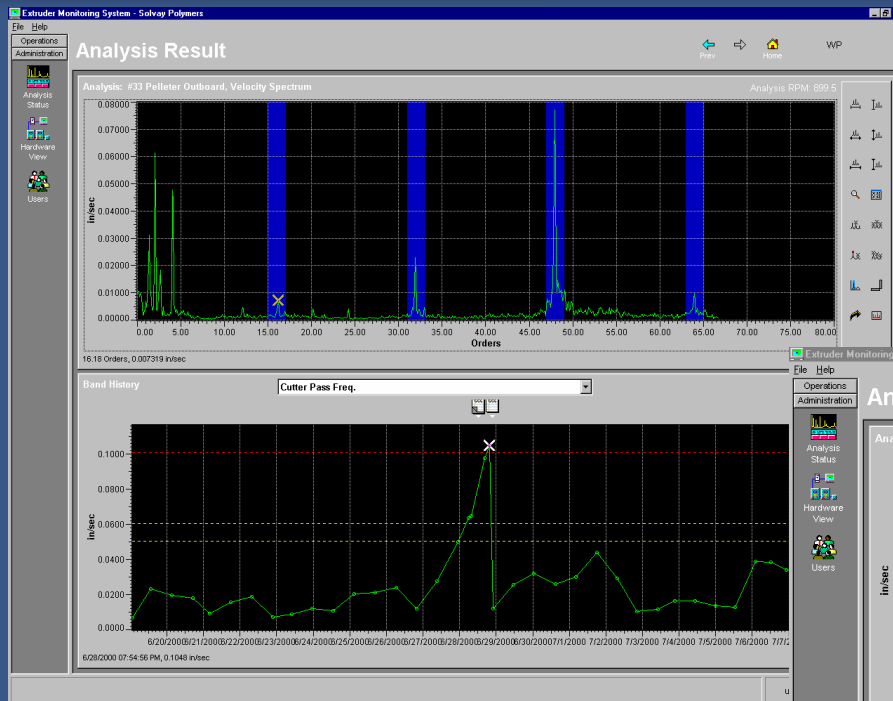 Extruder Monitoring System - Solvay Polymers
File Help
Operations
Administration
Analysis Status
Hardware View
Users
Analysis Result
Prev
Home
WP
Analysis: #33 Pelleter Outboard, Velocity Spectrum
Analysis RPM: 899.5
0.08000
0.07000
0.06000
0.05000
0.04000
0.03000
0.02000
0.01000
0.00000
in/sec
0.00 5.00 10.00 15.00 20.00 25.00 30.00 35.00 40.00 45.00 50.00 55.00 60.00 65.00 70.00 75.00 80.00
Orders
16.18 Orders, 0.007319 in/sec
Band History
Cutter Pass Freq.
0.1000
0.0800
0.0600
0.0400
0.0200
0.0000
in/sec
6/20/2000 6/21/2000 6/22/2000 6/23/2000 6/24/2000 6/25/2000 6/26/2000 6/27/2000 6/28/2000 6/29/2000 6/30/2000 7/1/2000 7/2/2000 7/3/2000 7/4/2000 7/5/2000 7/6/2000 7/7/2
6/28/2000 07:54:56 PM, 0.1048 in/sec
u
Extruder Monitoring
File Help
Operations
Administration
Analysis Status
Hardware View
Users
An
Ana
in/sec